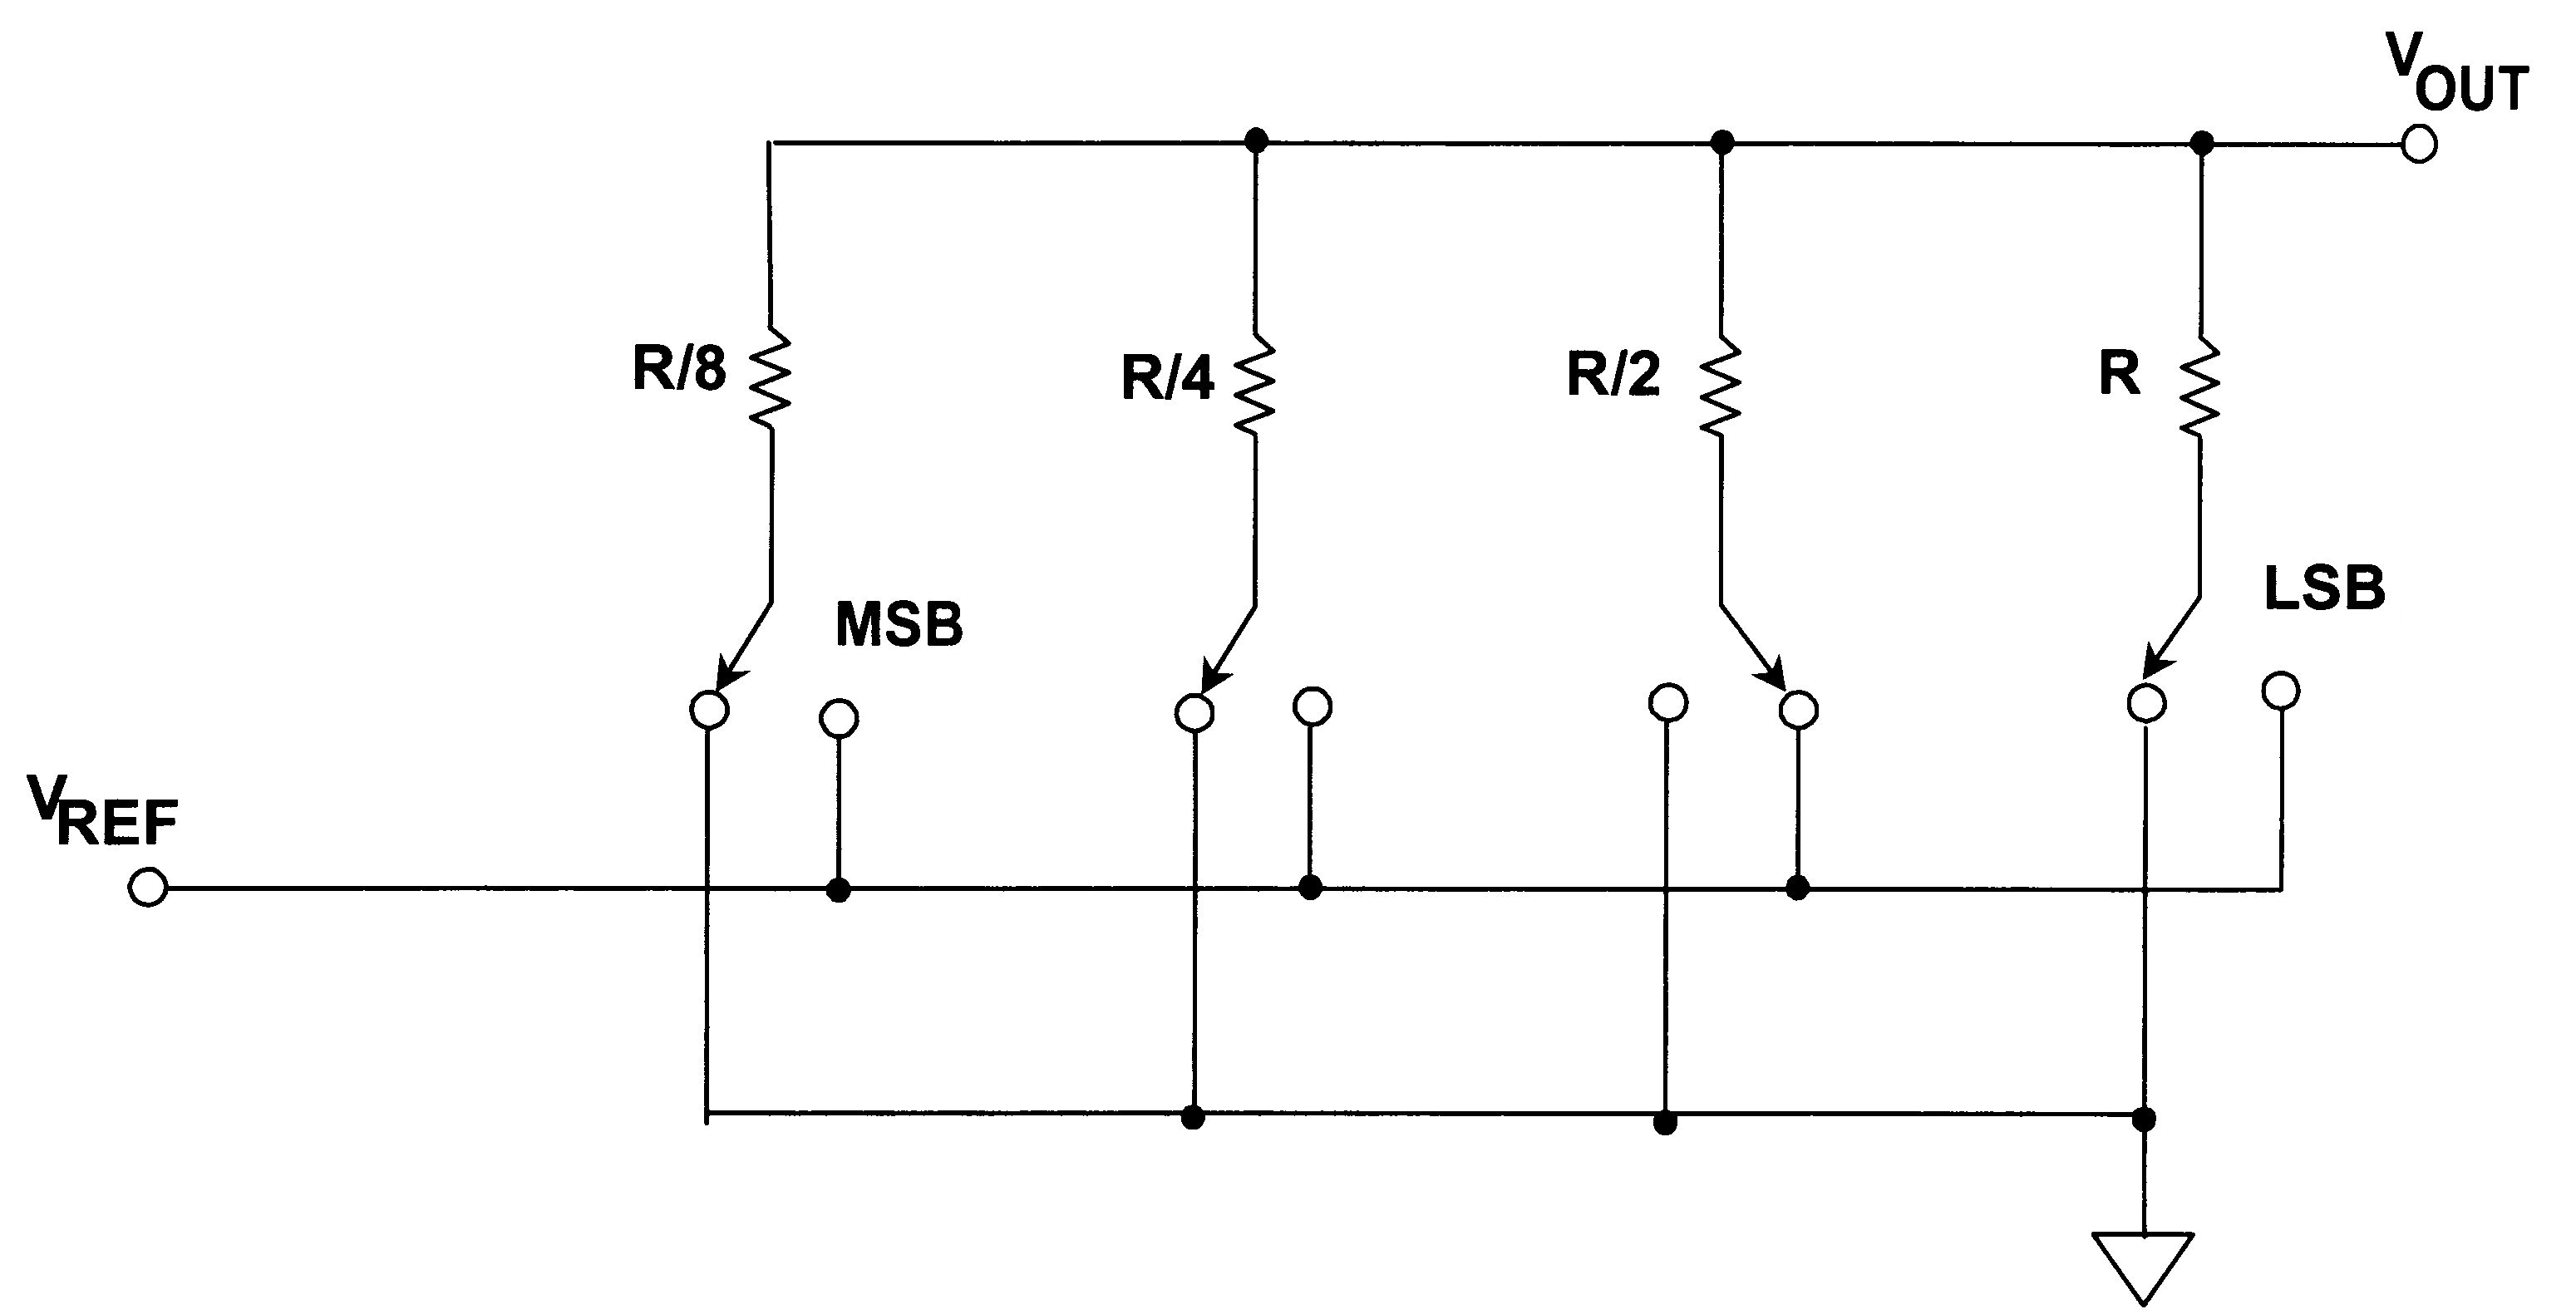 VOUT
R/8
R/4
R/2
R
MSB
LSB
VREF